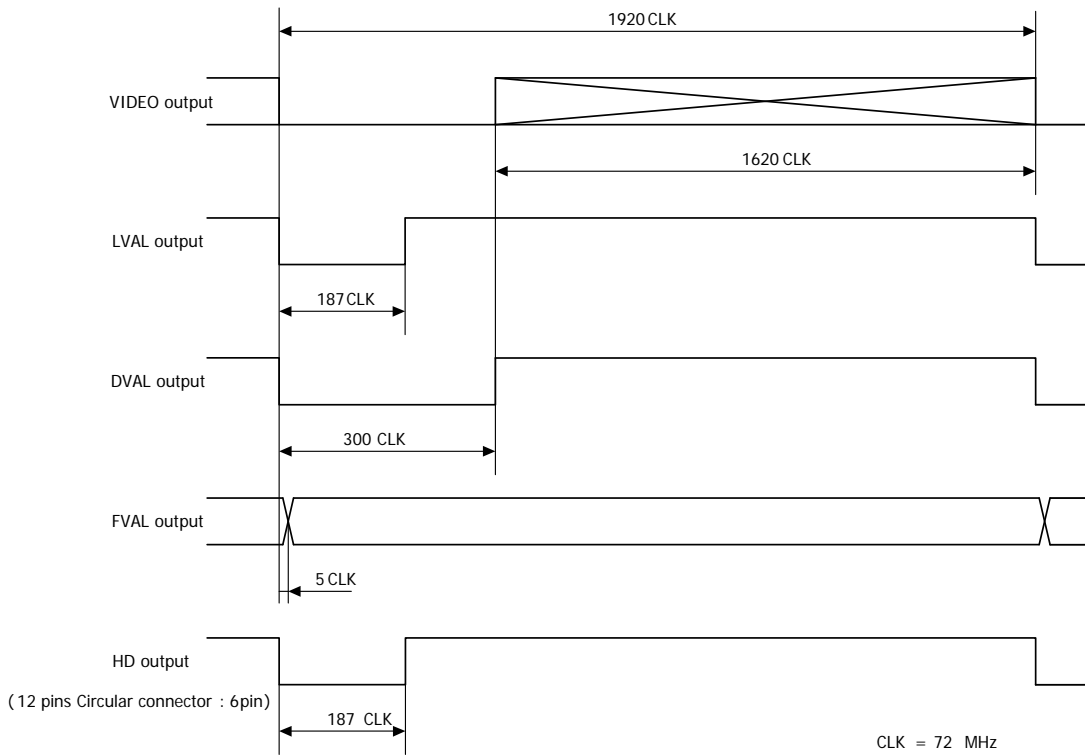 1920 CLK
VIDEO output
1620 CLK
LVAL output
187 CLK
DVAL output
300 CLK
FVAL output
5 CLK
HD output
(12 pins Circular connector : 6pin)
187 CLK
CLK = 72 MHz